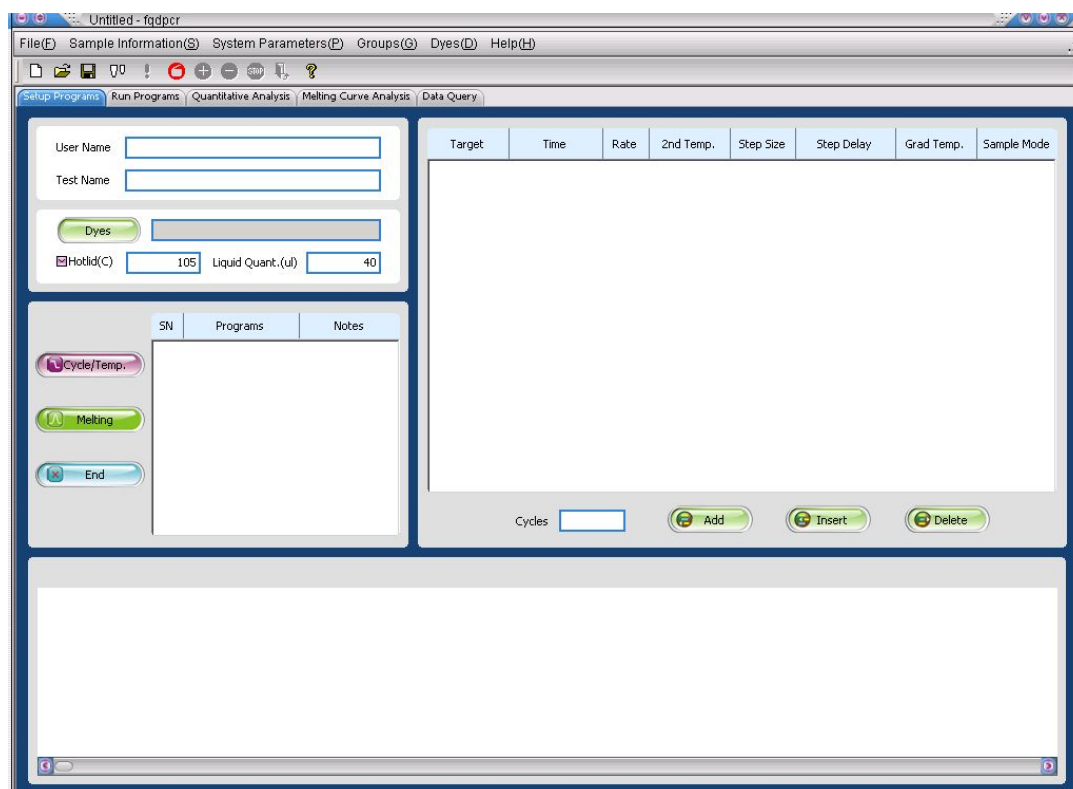 Untitled - fqdpcr
File(F) Sample Information(S) System Parameters(P) Groups(G) Dyes(D) Help(H)
STOP
Setup Programs Run Programs Quantitative Analysis Melting Curve Analysis Data Query
User Name
Test Name
Dyes
Hotlid(C) 105 Liquid Quant.(ul) 40
Target Time Rate 2nd Temp. Step Size Step Delay Grad Temp. Sample Mode
SN Programs Notes
Cycle/Temp.
Melting
End
Cycles Add Insert Delete